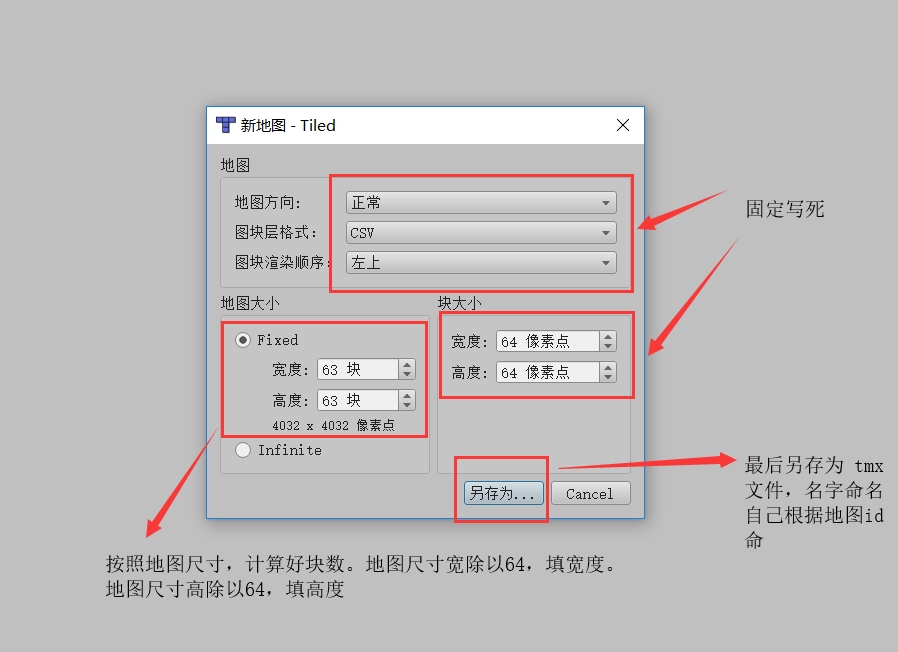 新地图 - Tiled
地图
地图方向：
正常
图块层格式：
CSV
图块渲染顺序：
左上
固定写死
地图大小
块大小
Fixed
宽度：
63 块
高度：
63 块
4032 x 4032 像素点
Infinite
宽度：
64 像素点
高度：
64 像素点
另存为...
Cancel
最后另存为 tmx
文件，名字命名
自己根据地图id
命
按照地图尺寸，计算好块数。地图尺寸宽除以64，填宽度。
地图尺寸高除以64，填高度